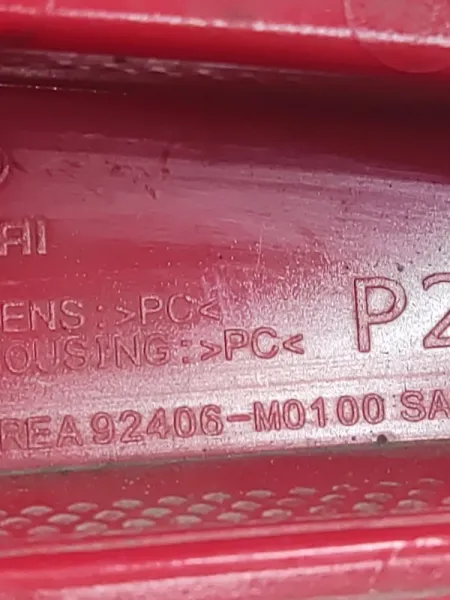 ENS:>PC<
OUSING:>PC< P2
REA 92406-M0100 SA